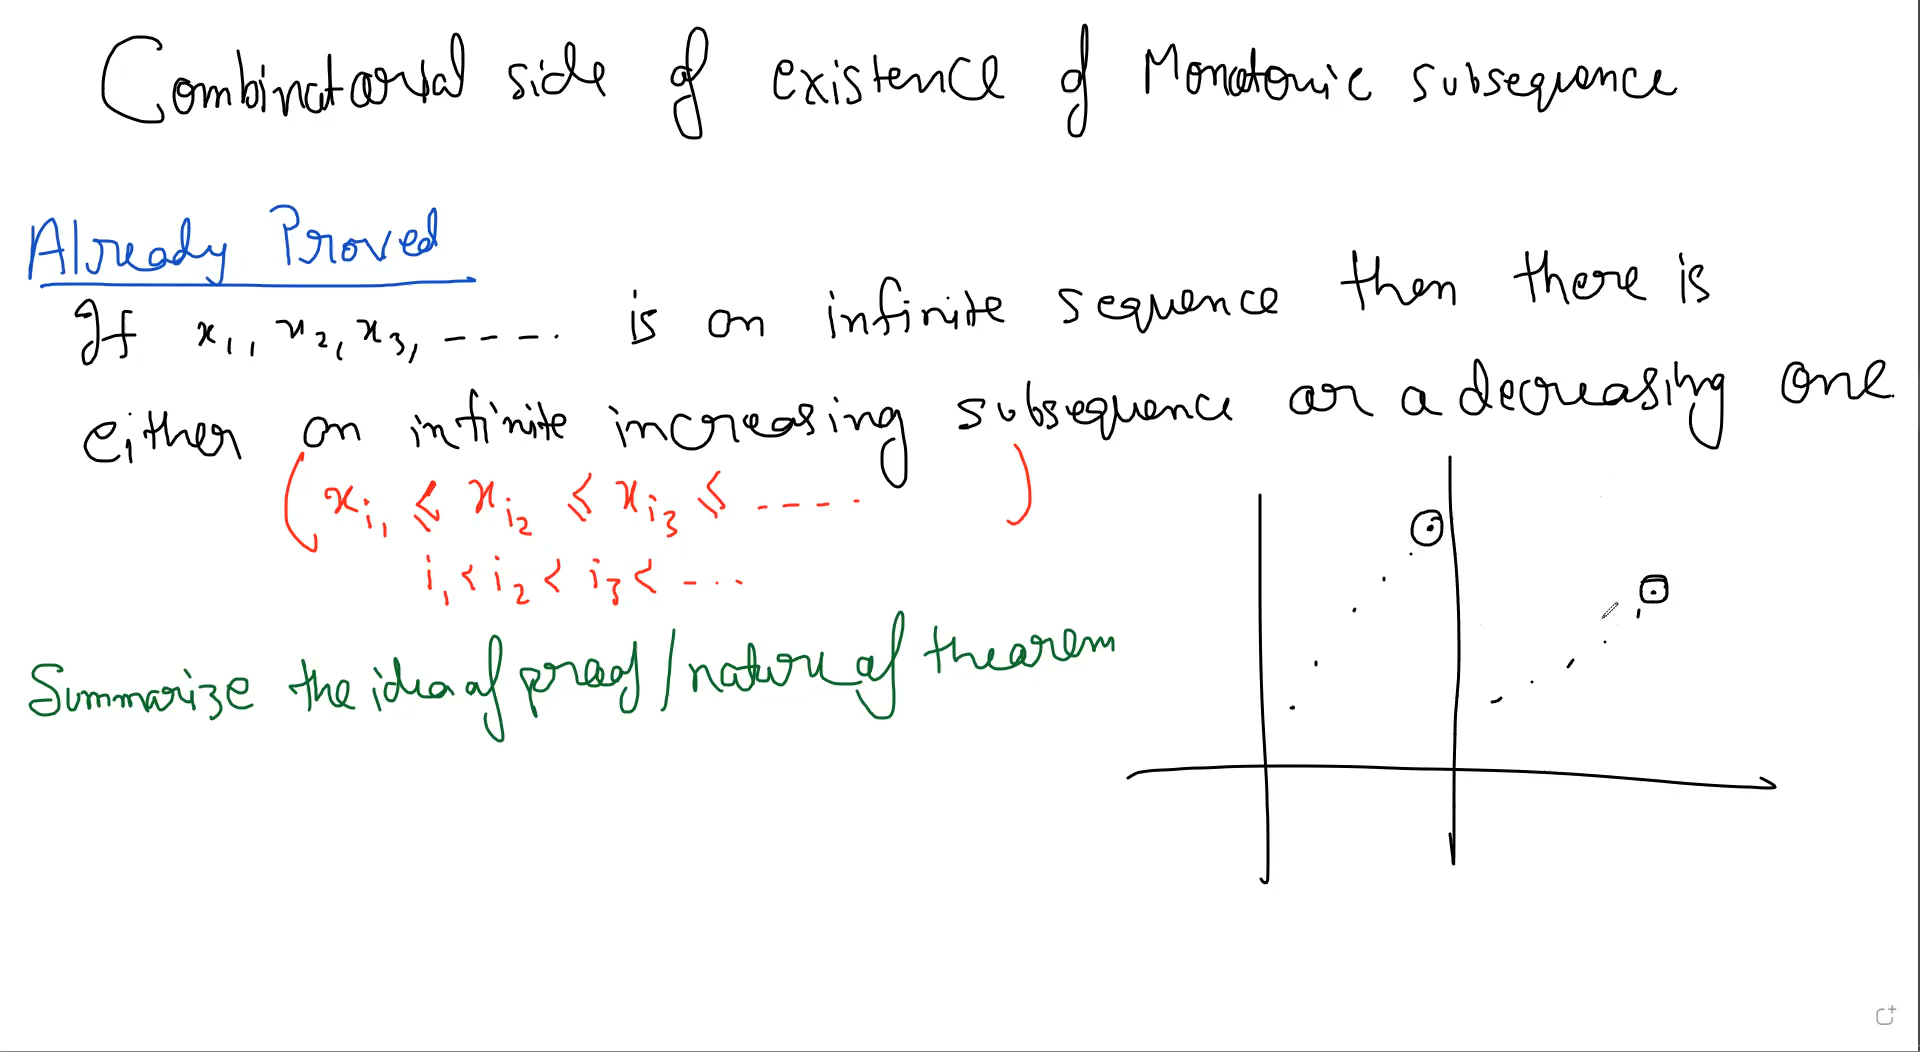 Combinatorial side of existence of Monotonic subsequence
Already Proved
If x₁, x₂, x₃, ---- is an infinite sequence then there is
either an infinite increasing subsequence or a decreasing one
(x_{i₁} ≤ x_{i₂} ≤ x_{i₃} ≤ ----- )
i₁ < i₂ < i₃ < ---
Summarize the idea of proof / nature of theorem